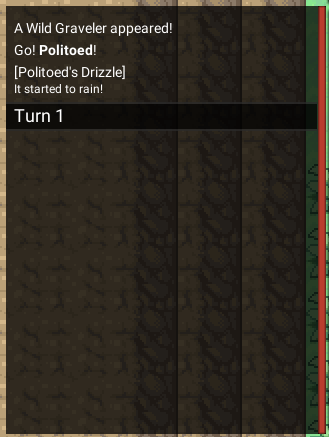 A Wild Graveler appeared!
Go! Politoed!
[Politoed's Drizzle]
It started to rain!
Turn 1